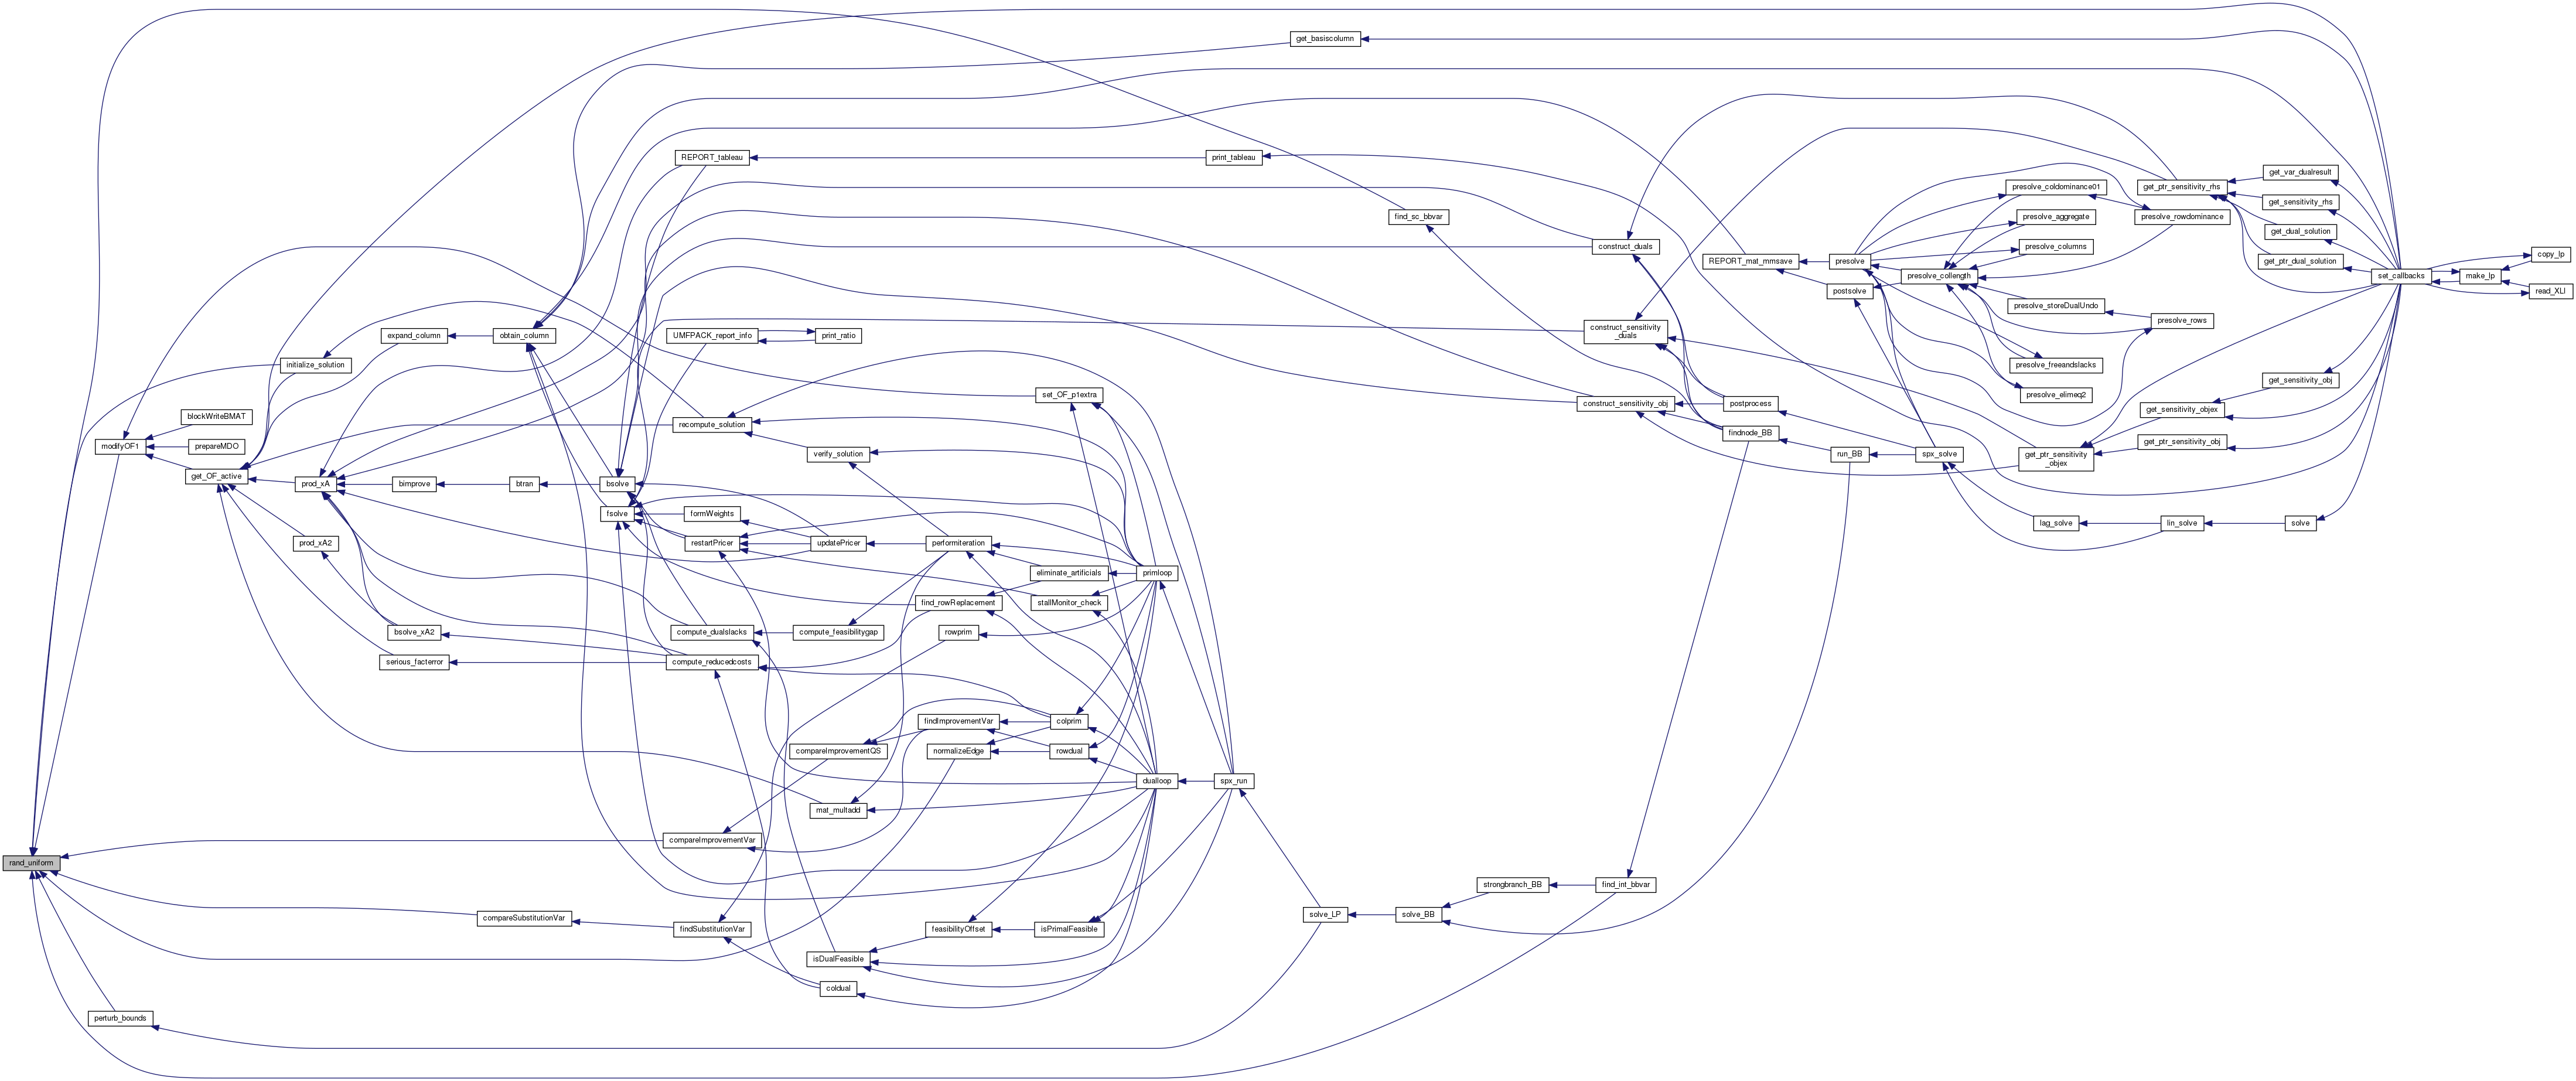 get_basiscolumn
REPORT_tableau
print_tableau
get_var_dualresult
presolve_coldominance01
get_ptr_sensitivity_rhs
get_sensitivity_rhs
find_sc_bbvar
presolve_aggregate
presolve_rowdominance
get_dual_solution
construct_duals
presolve_columns
copy_lp
REPORT_mat_mmsave
presolve
get_ptr_dual_solution
presolve_collength
set_callbacks
make_lp
postsolve
read_XLI
presolve_storeDualUndo
presolve_rows
expand_column
obtain_column
UMFPACK_report_info
print_ratio
construct_sensitivity
_duals
initialize_solution
presolve_freeandslacks
get_sensitivity_obj
set_OF_p1extra
presolve_elimeq2
construct_sensitivity_obj
postprocess
get_sensitivity_objex
blockWriteBMAT
recompute_solution
findnode_BB
modifyOF1
prepareMDO
get_ptr_sensitivity_obj
verify_solution
run_BB
spx_solve
get_ptr_sensitivity
_objex
get_OF_active
prod_xA
bimprove
btran
bsolve
fsolve
formWeights
lag_solve
lin_solve
solve
prod_xA2
restartPricer
updatePricer
performiteration
eliminate_artificials
primloop
find_rowReplacement
stallMonitor_check
bsolve_xA2
compute_dualslacks
compute_feasibilitygap
rowprim
serious_facterror
compute_reducedcosts
findImprovementVar
colprim
compareImprovementQS
normalizeEdge
rowdual
dualloop
spx_run
mat_multadd
compareImprovementVar
rand_uniform
strongbranch_BB
find_int_bbvar
compareSubstitutionVar
findSubstitutionVar
feasibilityOffset
isPrimalFeasible
solve_LP
solve_BB
isDualFeasible
coldual
perturb_bounds